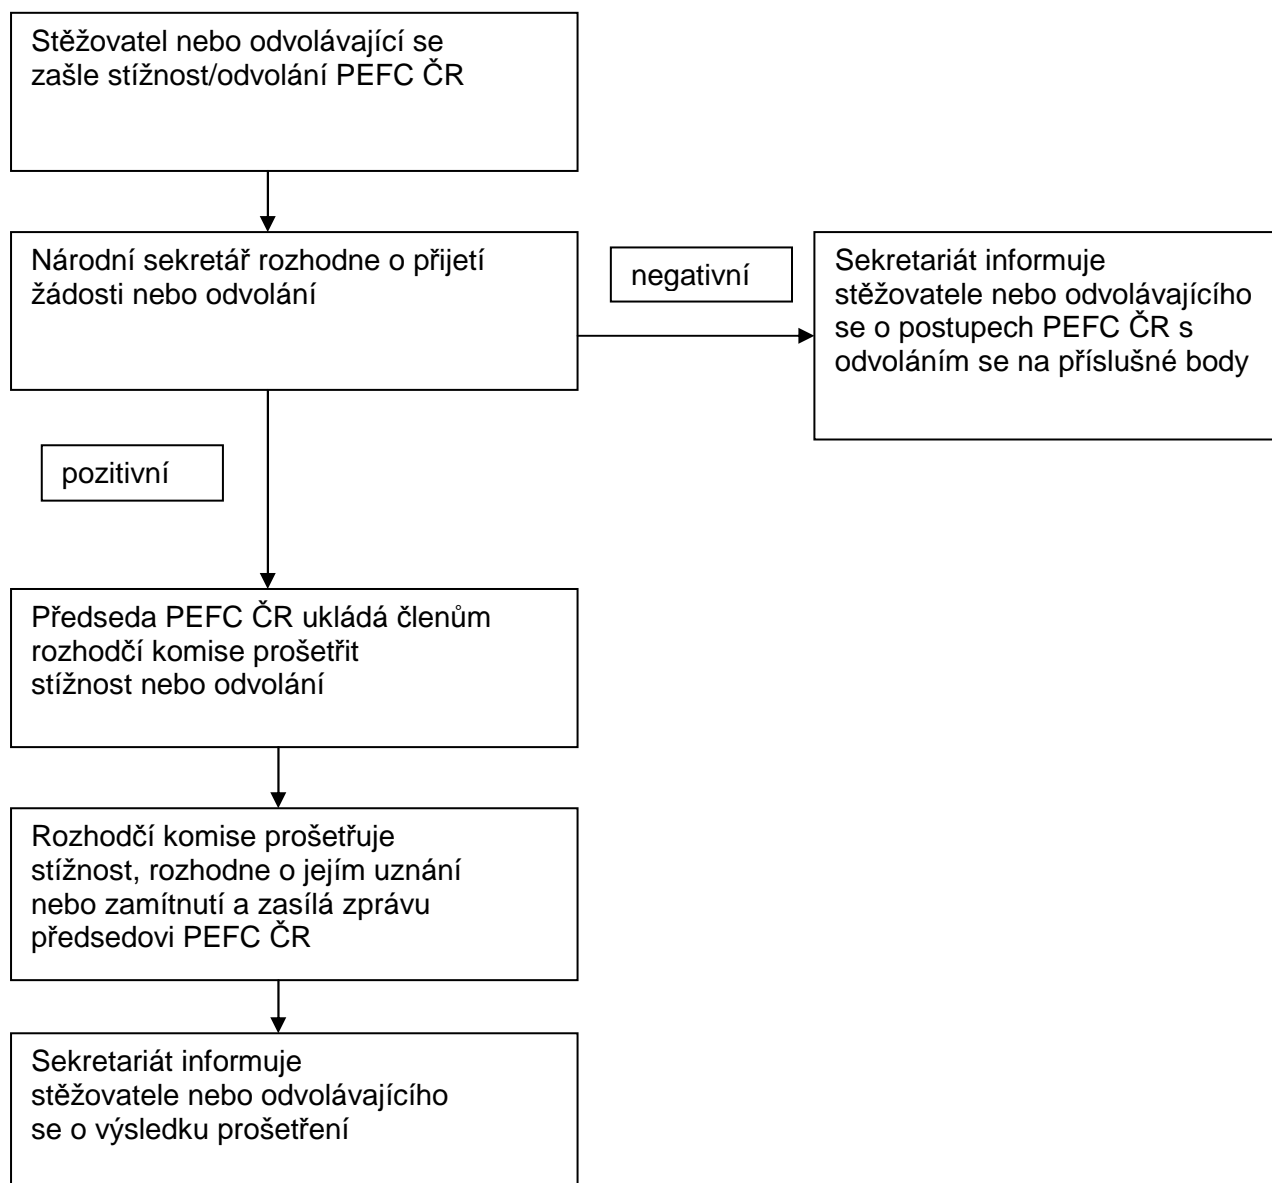 Stěžovatel nebo odvolávající se
zašle stížnost/odvolání PEFC ČR
Národní sekretář rozhodne o přijetí
žádosti nebo odvolání
negativní
Sekretariát informuje
stěžovatele nebo odvolávajícího
se o postupech PEFC ČR s
odvoláním se na příslušné body
pozitivní
Předseda PEFC ČR ukládá členům
rozhodčí komise prošetřit
stížnost nebo odvolání
Rozhodčí komise prošetřuje
stížnost, rozhodne o jejím uznání
nebo zamítnutí a zasílá zprávu
předsedovi PEFC ČR
Sekretariát informuje
stěžovatele nebo odvolávajícího
se o výsledku prošetření